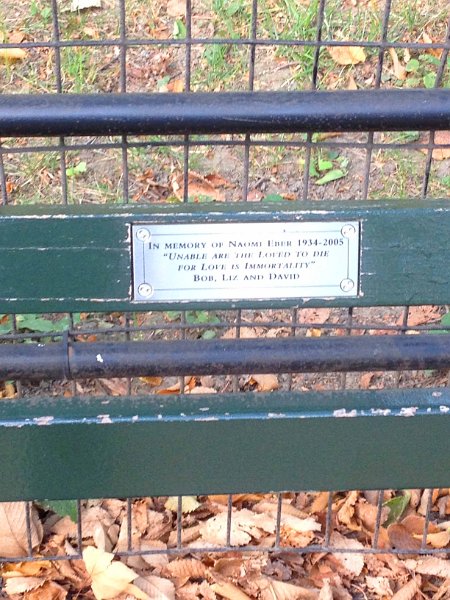 In memory of Naomi Eber 1934-2005
"Unable are the Loved to die
for Love is Immortality"
Bob, Liz and David